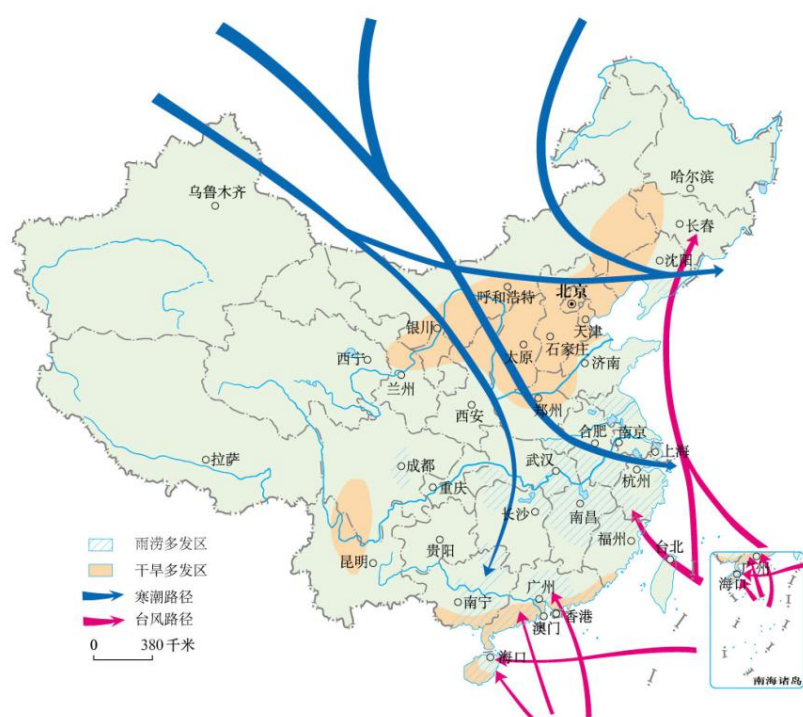 哈尔滨
乌鲁木齐
长春
沈阳
呼和浩特
北京
银川
天津
石家庄
太原
西宁
济南
兰州
郑州
西安
合肥
南京
上海
拉萨
成都
武汉
杭州
重庆
长沙
南昌
贵阳
福州
台北
昆明
广州
南宁
香港
澳门
海口
雨涝多发区
干旱多发区
寒潮路径
台风路径
0 380千米
广州
海口
南海诸岛